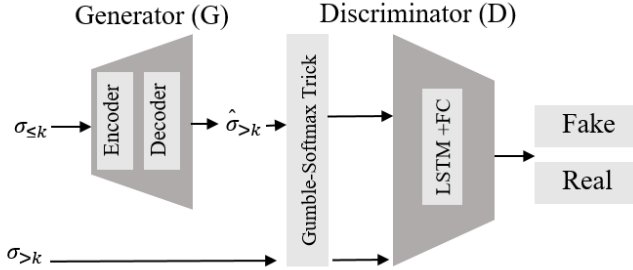 Generator (G)
Discriminator (D)
σ≤k
Encoder
Decoder
σ̂>k
Gumble-Softmax Trick
LSTM +FC
Fake
Real
σ>k